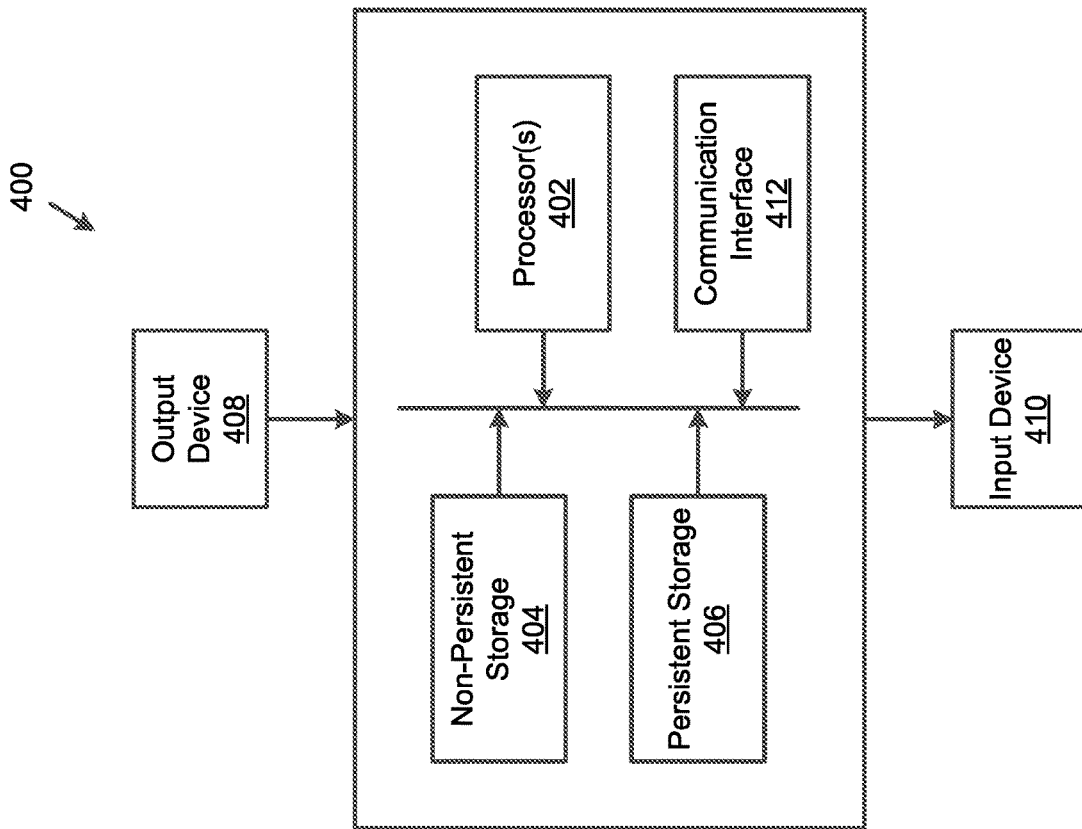 400
Output
Device
408
Processor(s)
402
Communication
Interface
412
Non-Persistent
Storage
404
Persistent Storage
406
Input Device
410